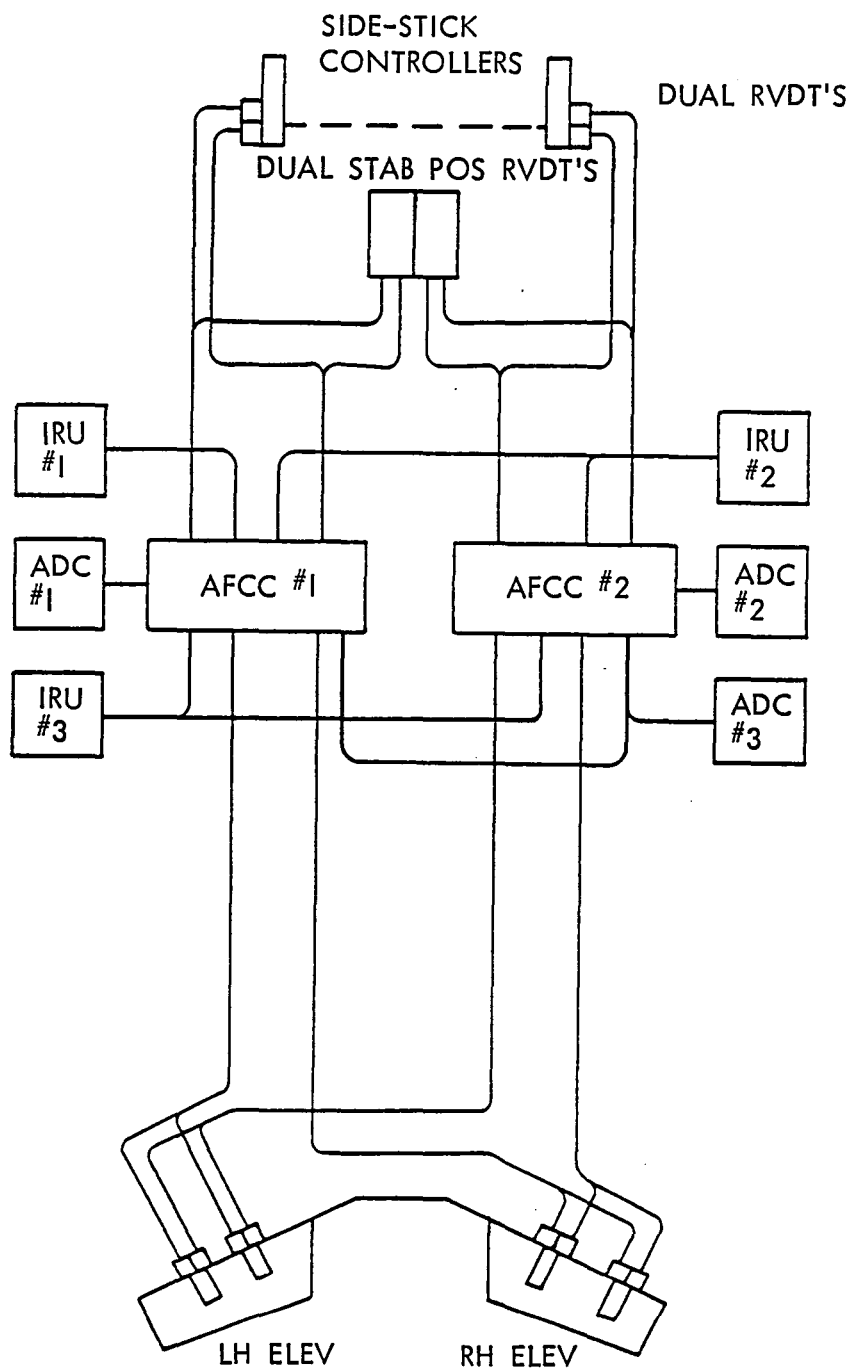 SIDE-STICK
CONTROLLERS
DUAL RVDT'S
DUAL STAB POS RVDT'S
IRU
#1
IRU
#2
ADC
#1
AFCC #1
AFCC #2
ADC
#2
IRU
#3
ADC
#3
LH ELEV
RH ELEV